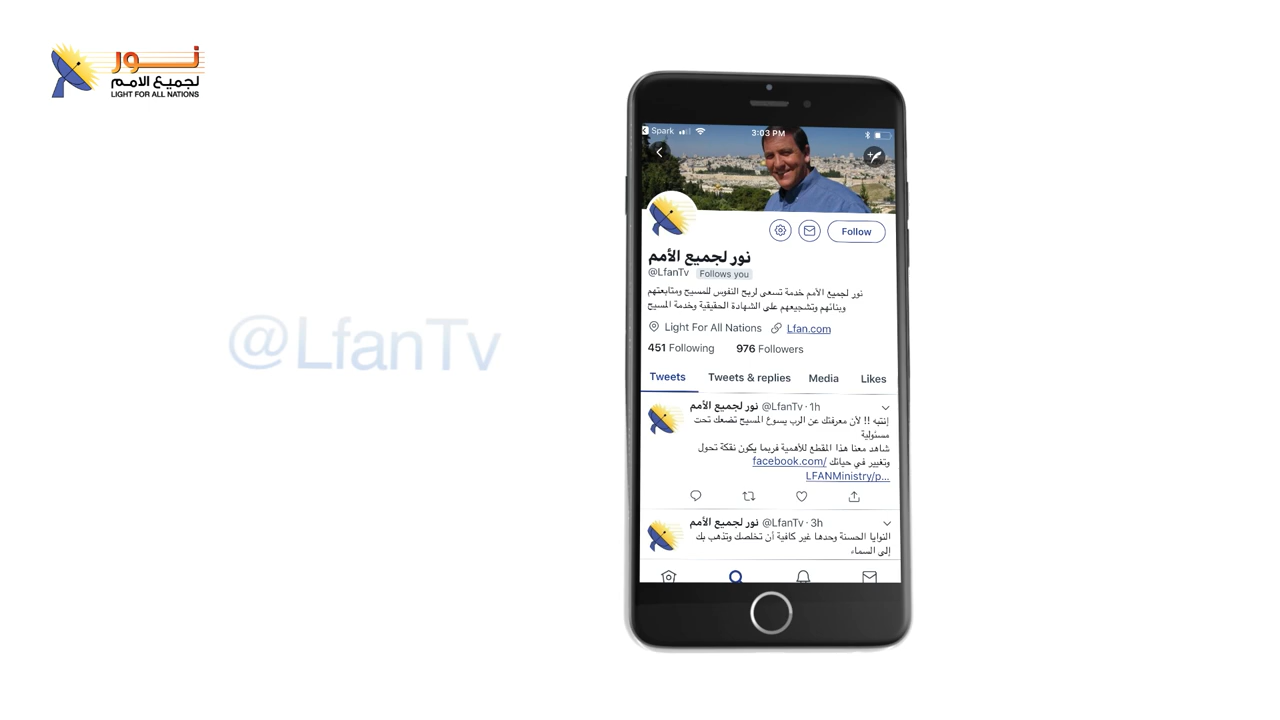 نور
لجميع الامم
LIGHT FOR ALL NATIONS
@LfanTv
Spark
3:03 PM
Follow
نور لجميع الأمم
@LfanTv Follows you
نور لجميع الأمم خدمة تسعى لربح النفوس للمسيح ومتابعتهم
وبنائهم وتشجيعهم على الشهادة الحقيقية وخدمة المسيح
Light For All Nations Lfan.com
451 Following 976 Followers
Tweets Tweets & replies Media Likes
نور لجميع الأمم @LfanTv · 1h
إنتبه !! لأن معرفتك عن الرب يسوع المسيح تضعك تحت
مسئولية
شاهد معنا هذا المقطع للأهمية فربما يكون نقكة تحول
وتغيير في حياتك facebook.com/
LFANMinistry/p...
نور لجميع الأمم @LfanTv · 3h
النوايا الحسنة وحدها غير كافية أن تخلصك وتذهب بك
إلى السماء